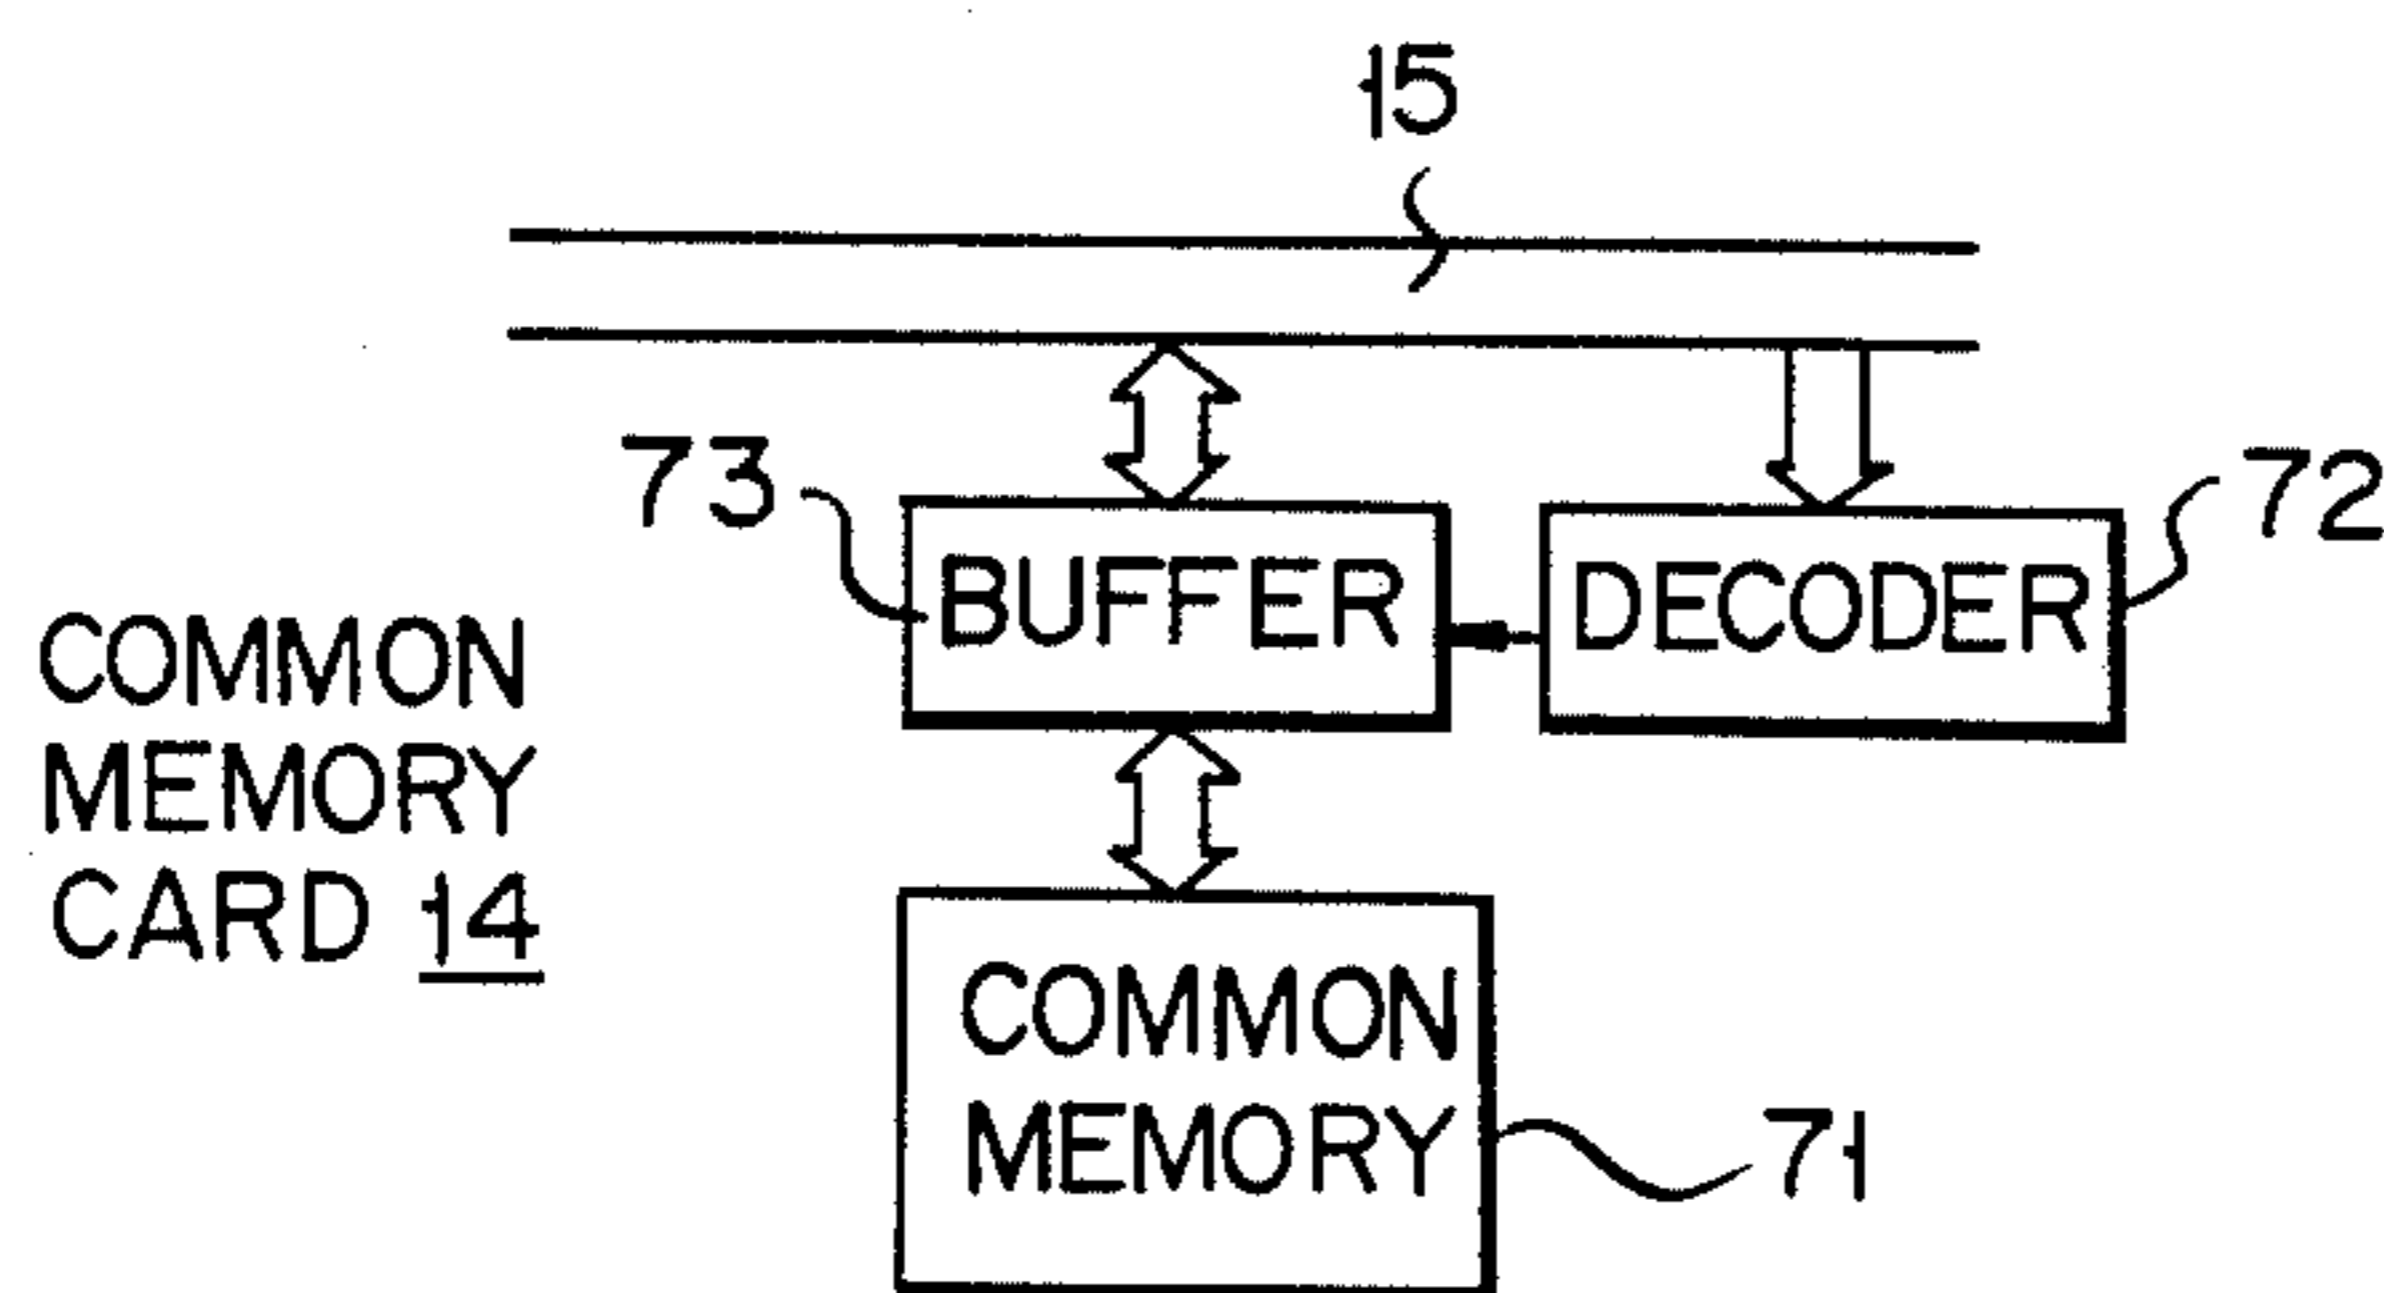 15
73
BUFFER
DECODER
72
COMMON
MEMORY
CARD 14
COMMON
MEMORY
71